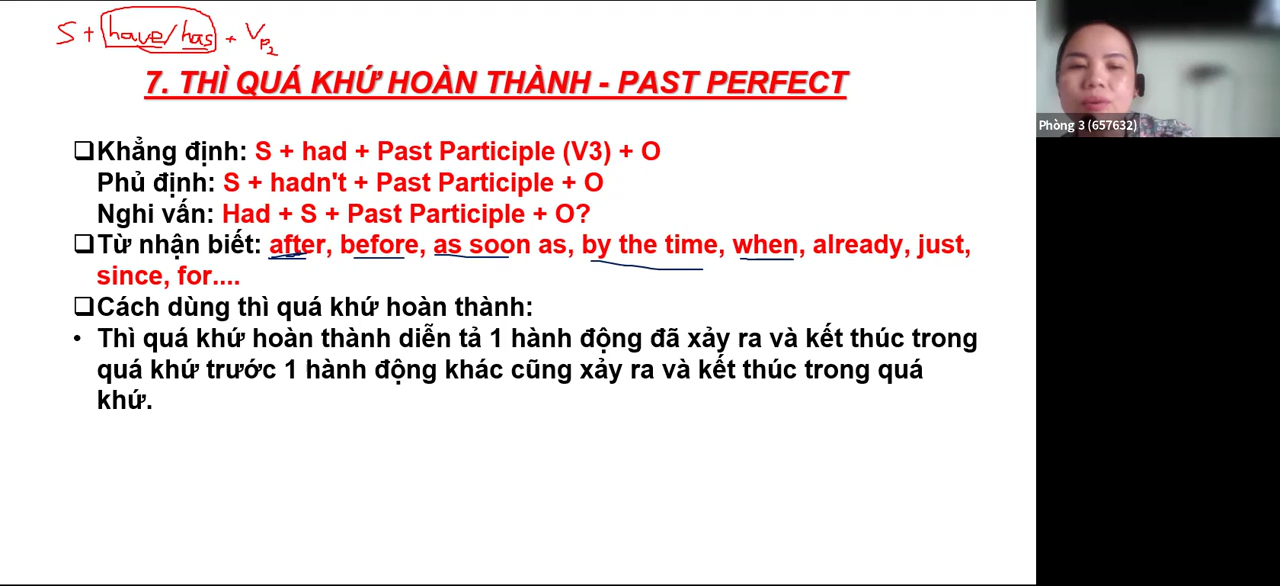 S + have/has + Vp2
7. THÌ QUÁ KHỨ HOÀN THÀNH - PAST PERFECT
Phòng 3 (657632)
❑Khẳng định: S + had + Past Participle (V3) + O
Phủ định: S + hadn't + Past Participle + O
Nghi vấn: Had + S + Past Participle + O?
❑Từ nhận biết: after, before, as soon as, by the time, when, already, just,
since, for....
❑Cách dùng thì quá khứ hoàn thành:
• Thì quá khứ hoàn thành diễn tả 1 hành động đã xảy ra và kết thúc trong
quá khứ trước 1 hành động khác cũng xảy ra và kết thúc trong quá
khứ.